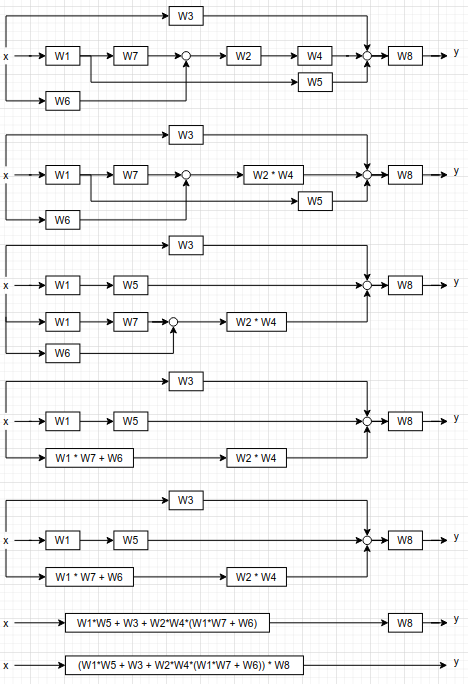 W3
x W1 W7 W2 W4 W8 y
W5
W6
W3
x W1 W7 W2 * W4 W8 y
W5
W6
W3
x W1 W5 W8 y
W1 W7 W2 * W4
W6
W3
x W1 W5 W8 y
W1 * W7 + W6 W2 * W4
W3
x W1 W5 W8 y
W1 * W7 + W6 W2 * W4
x W1*W5 + W3 + W2*W4*(W1*W7 + W6) W8 y
x (W1*W5 + W3 + W2*W4*(W1*W7 + W6)) * W8 y